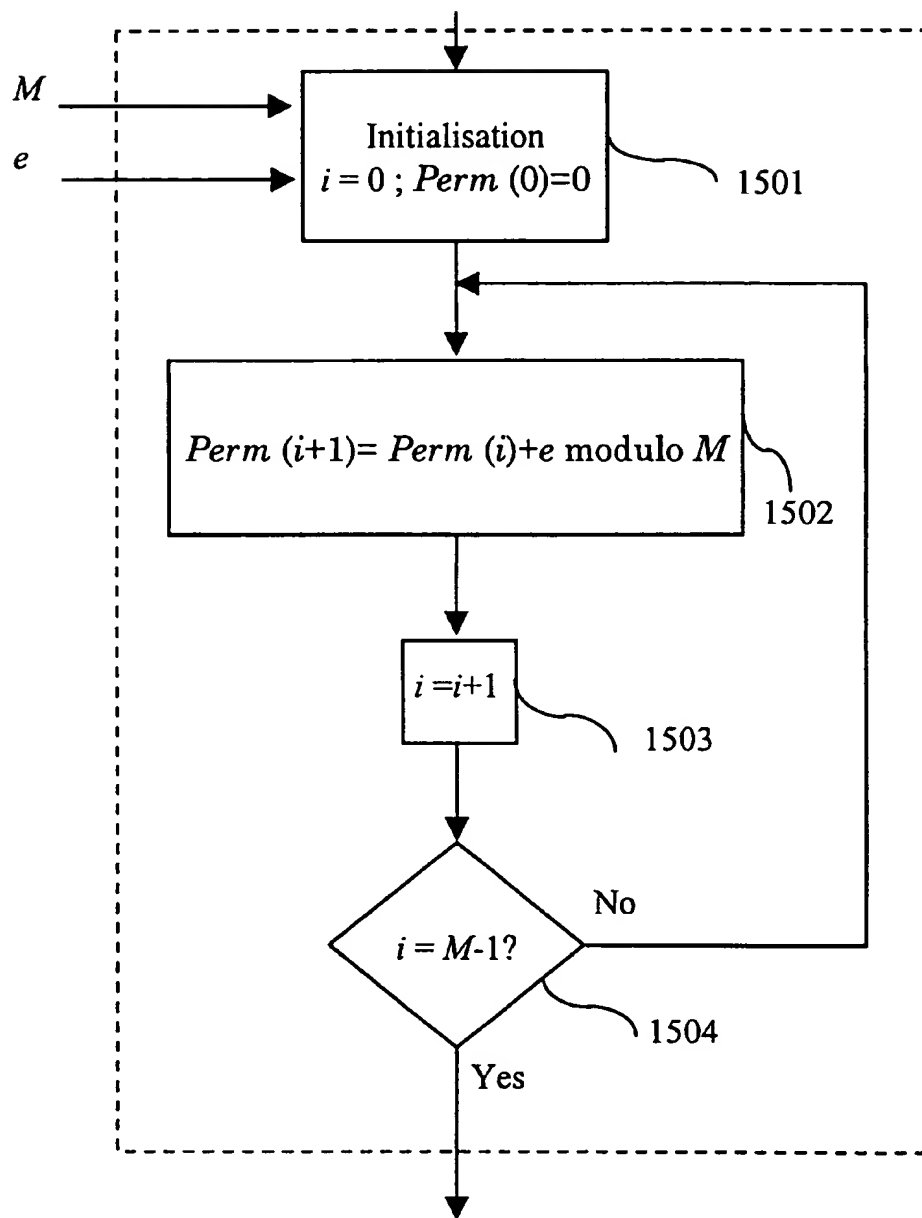 M
e
Initialisation
i = 0 ; Perm (0)=0
1501
Perm (i+1)= Perm (i)+e modulo M
1502
i =i+1
1503
No
i = M-1?
1504
Yes